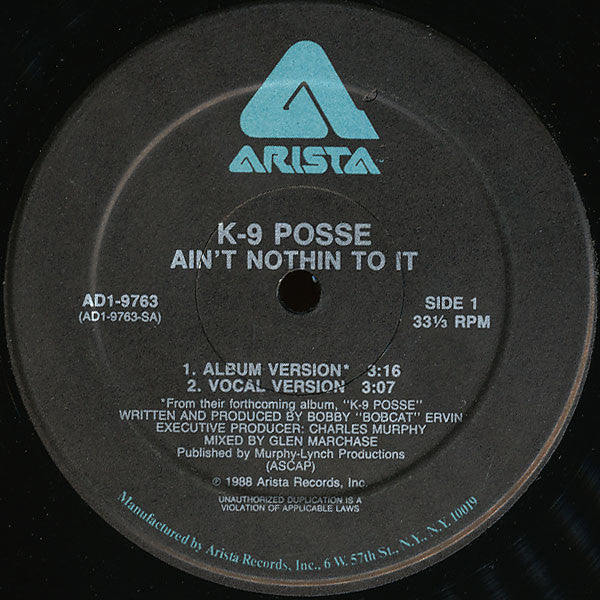 ARISTA™
K-9 POSSE
AIN'T NOTHIN TO IT
AD1-9763
(AD1-9763-SA)
SIDE 1
33⅓ RPM
1. ALBUM VERSION* 3:16
2. VOCAL VERSION 3:07
*From their forthcoming album, "K-9 POSSE"
WRITTEN AND PRODUCED BY BOBBY "BOBCAT" ERVIN
EXECUTIVE PRODUCER: CHARLES MURPHY
MIXED BY GLEN MARCHASE
Published by Murphy-Lynch Productions
(ASCAP)
℗ 1988 Arista Records, Inc.
UNAUTHORIZED DUPLICATION IS A
VIOLATION OF APPLICABLE LAWS
Manufactured by Arista Records, Inc., 6 W. 57th St., N.Y., N.Y. 10019